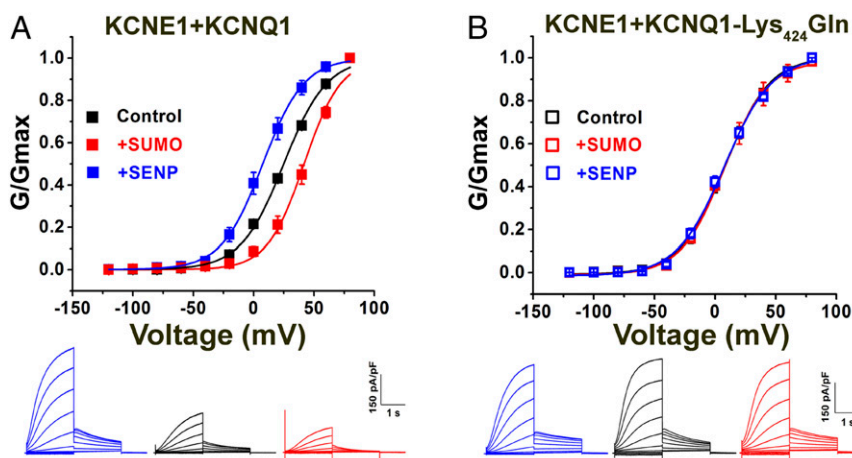 A
KCNE1+KCNQ1
G/Gmax
1.0
0.8
0.6
0.4
0.2
0.0
Control
+SUMO
+SENP
-150 -100 -50 0 50 100
Voltage (mV)
150 pA/pF
1 s
B
KCNE1+KCNQ1-Lys424Gln
G/Gmax
1.0
0.8
0.6
0.4
0.2
0.0
Control
+SUMO
+SENP
-150 -100 -50 0 50 100
Voltage (mV)
150 pA/pF
1 s